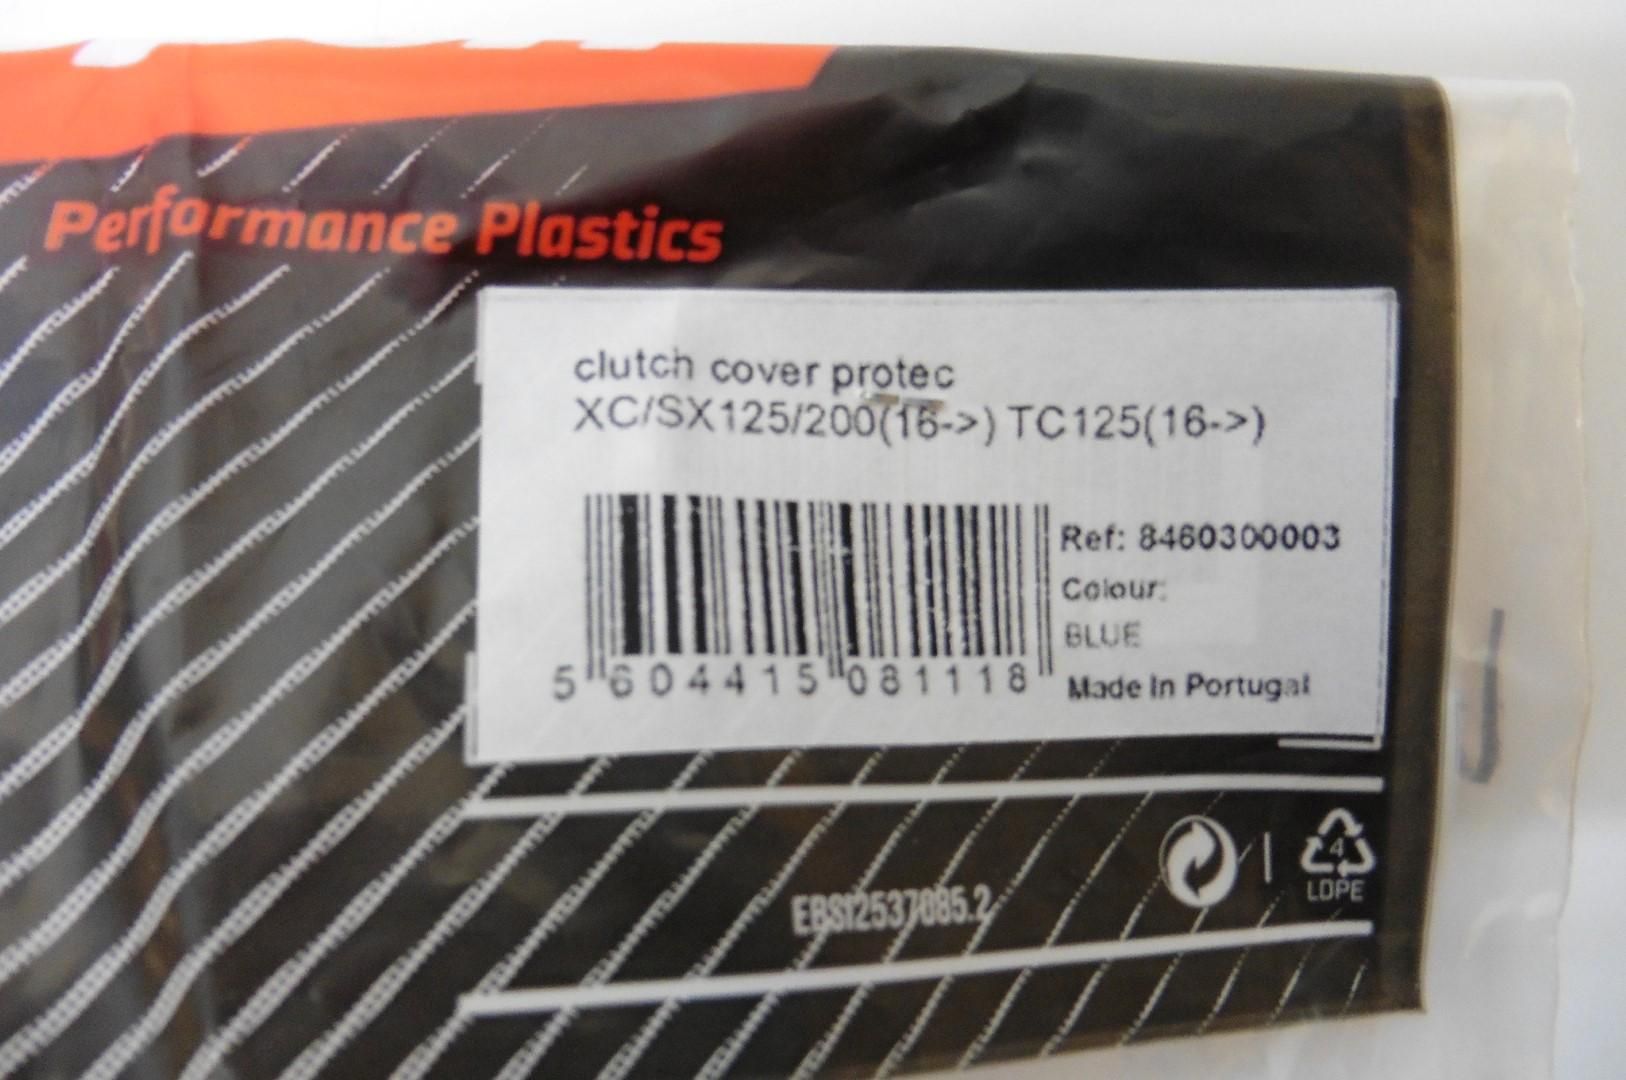 Performance Plastics
clutch cover protec
XC/SX125/200(16->) TC125(16->)
Ref: 8460300003
Colour:
BLUE
5 604415 081118
Made In Portugal
4
LDPE
EBS12537085.2